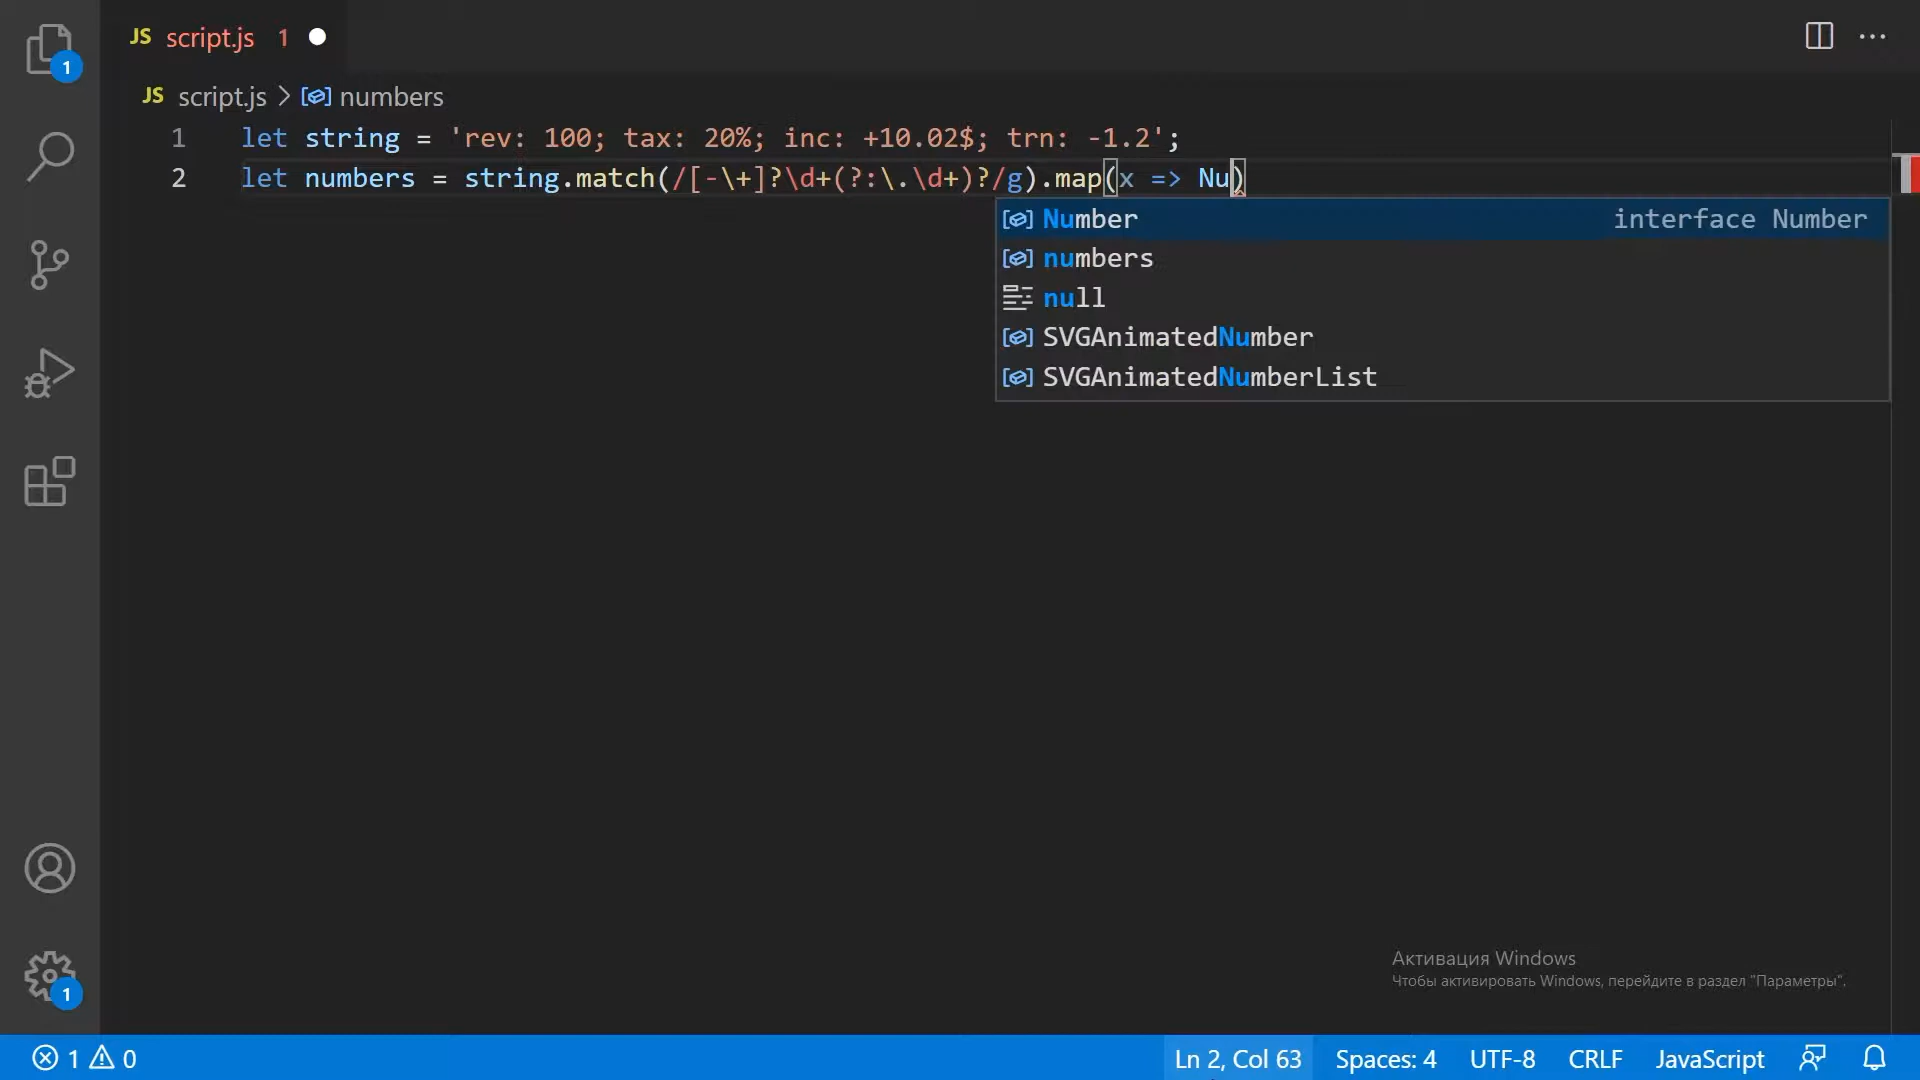 JS script.js 1
1
JS script.js > numbers
1 let string = 'rev: 100; tax: 20%; inc: +10.02$; trn: -1.2';
2 let numbers = string.match(/[-\+]?\d+(?:\.\d+)?/g).map(x => Nu)
Number interface Number
numbers
null
SVGAnimatedNumber
SVGAnimatedNumberList
Активация Windows
Чтобы активировать Windows, перейдите в раздел "Параметры".
1
1 0 Ln 2, Col 63 Spaces: 4 UTF-8 CRLF JavaScript